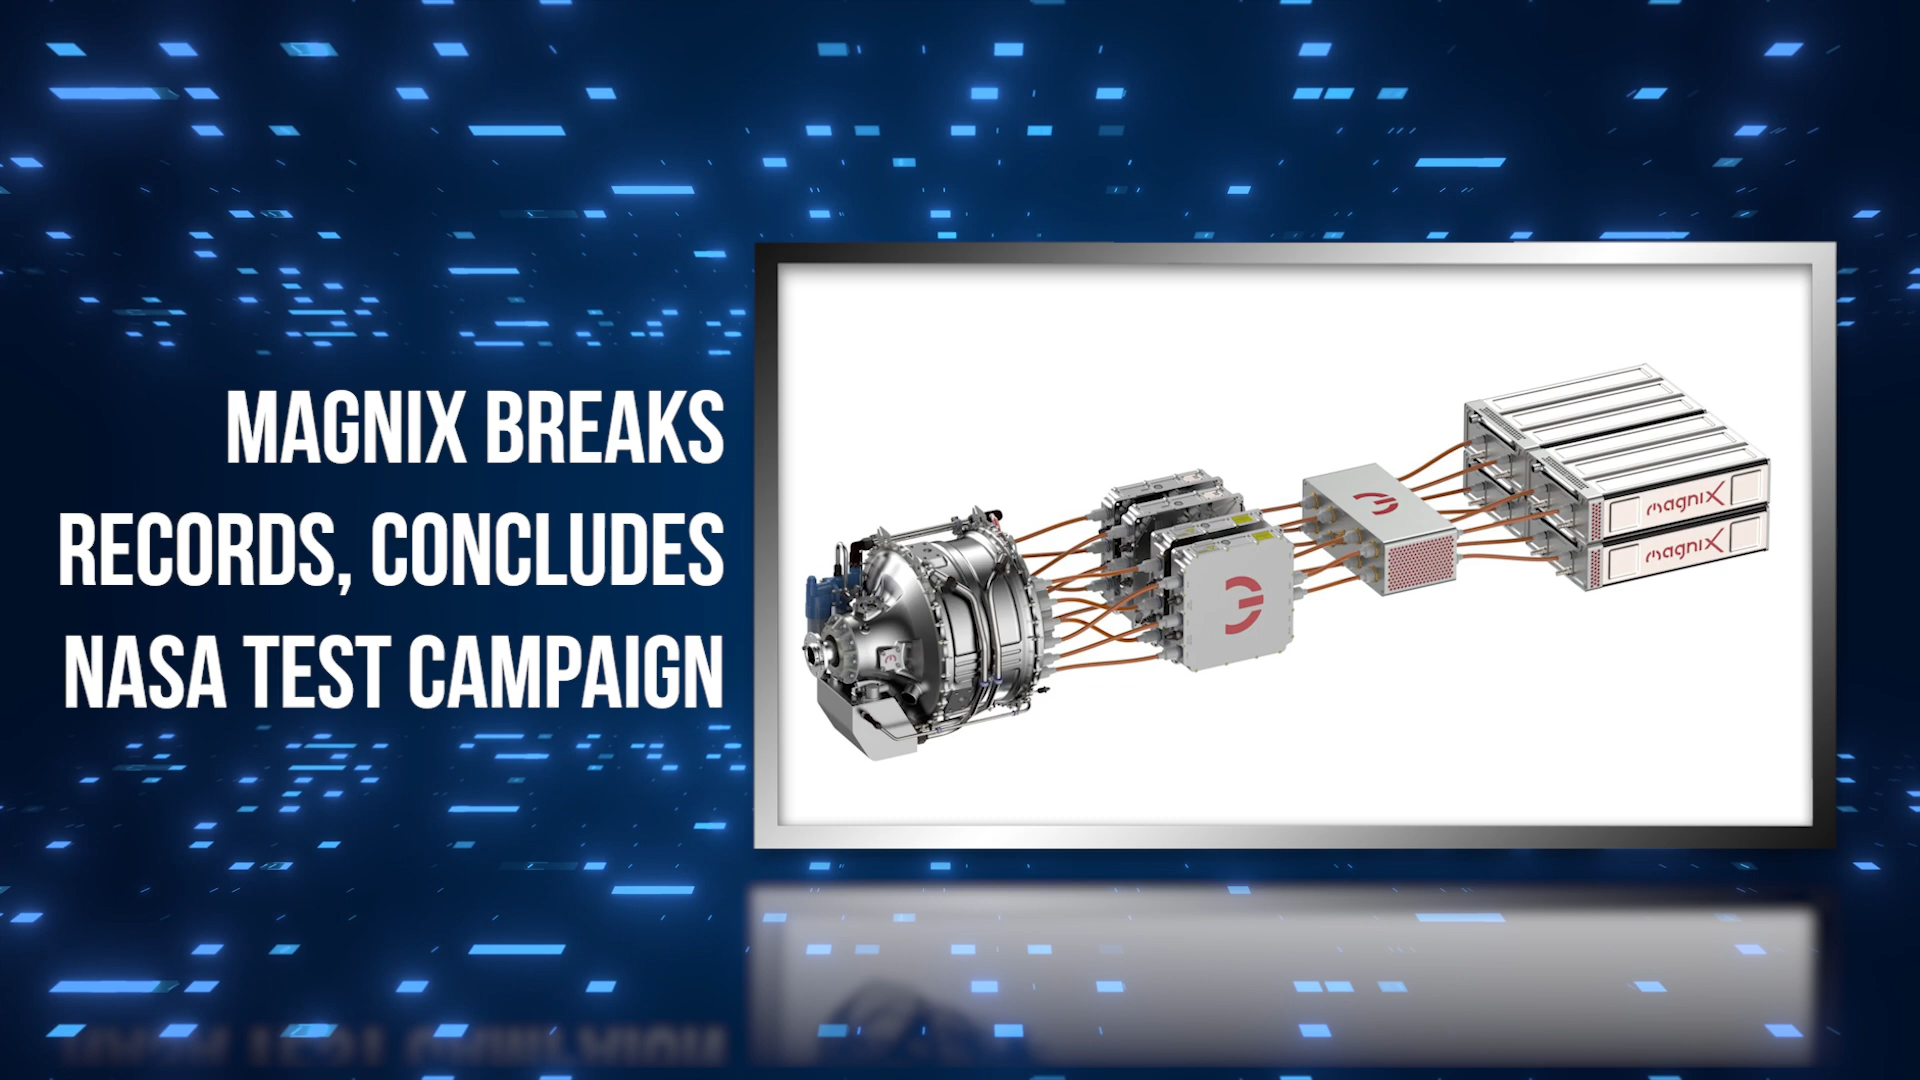 MAGNIX BREAKS
RECORDS, CONCLUDES
NASA TEST CAMPAIGN
magniX
magniX